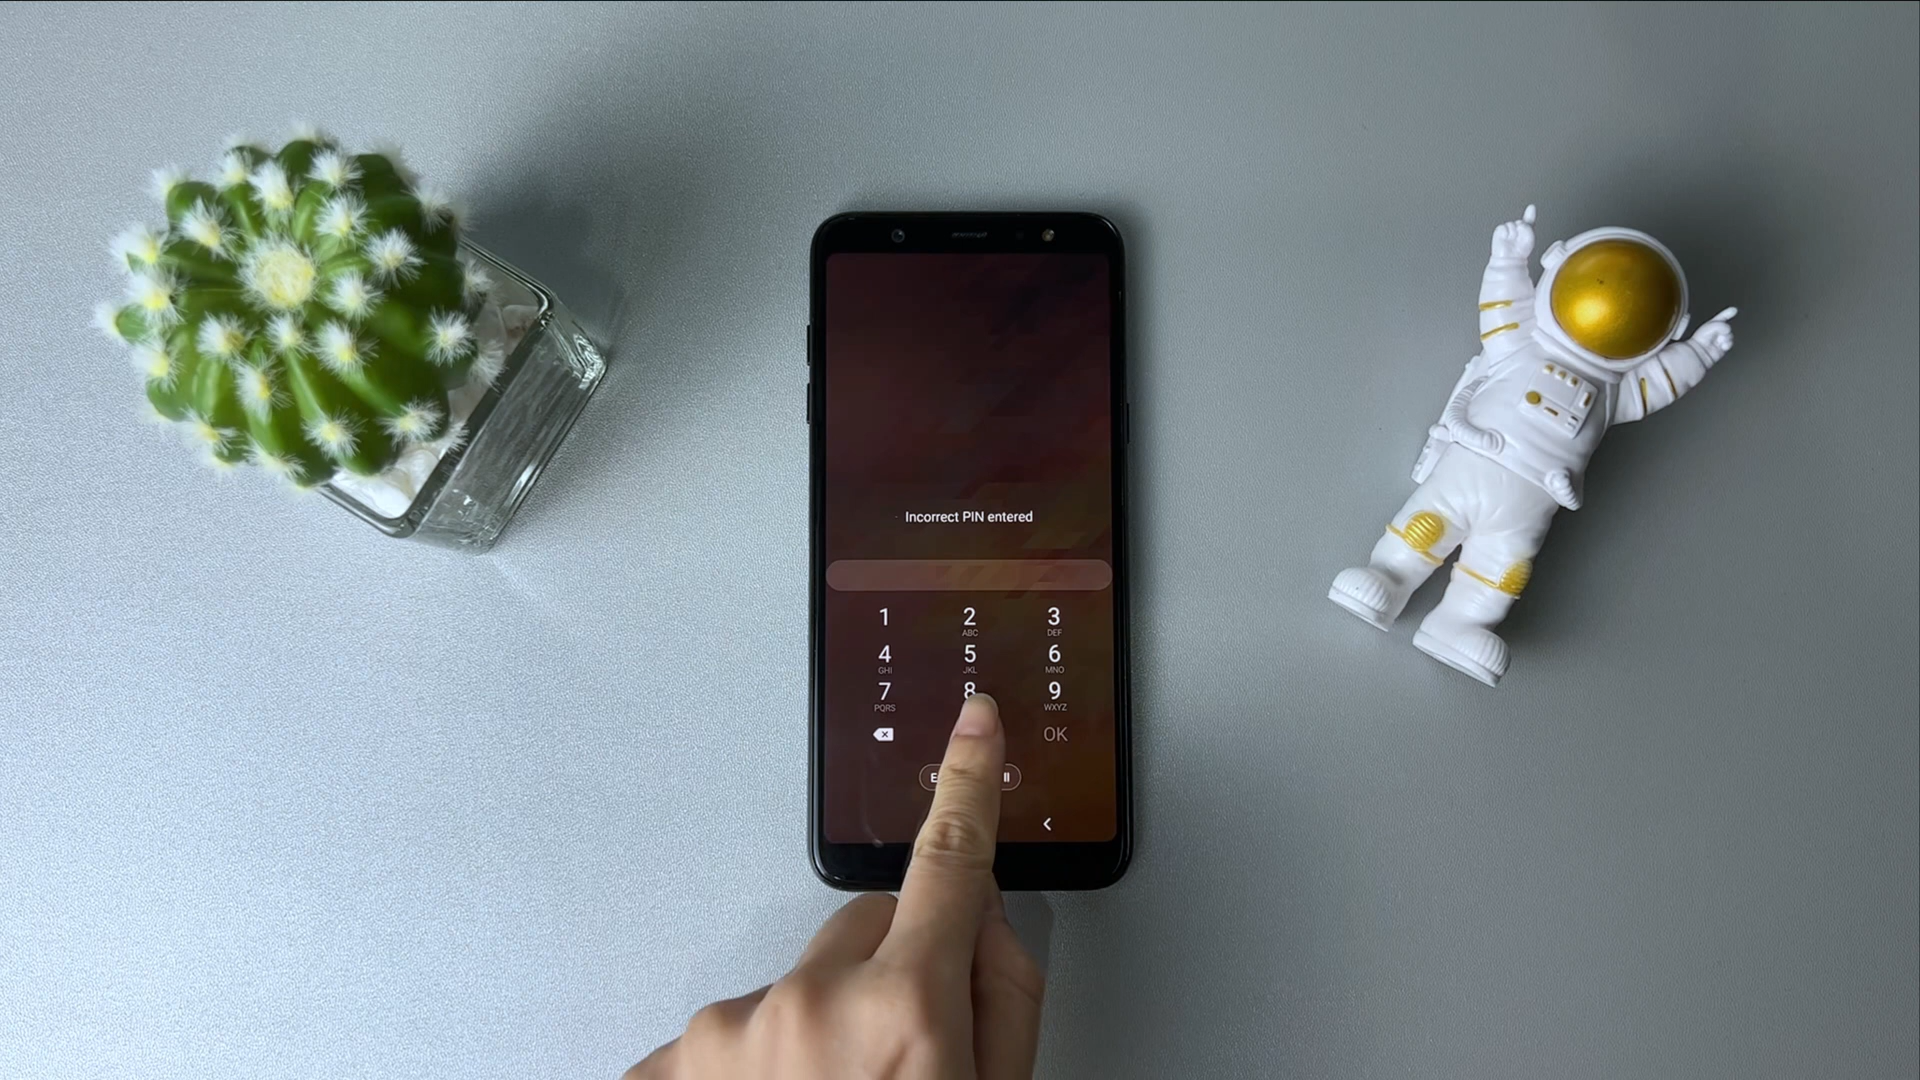 Incorrect PIN entered
1 2 3
ABC DEF
4 5 6
GHI JKL MNO
7 8 9
PQRS WXYZ
OK